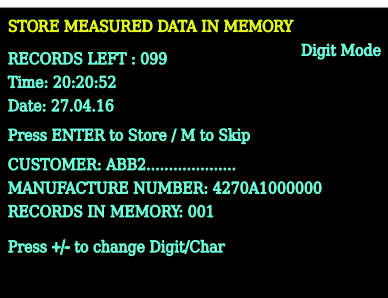 STORE MEASURED DATA IN MEMORY
Digit Mode
RECORDS LEFT : 099
Time: 20:20:52
Date: 27.04.16
Press ENTER to Store / M to Skip
CUSTOMER: ABB2....................
MANUFACTURE NUMBER: 4270A1000000
RECORDS IN MEMORY: 001
Press +/- to change Digit/Char